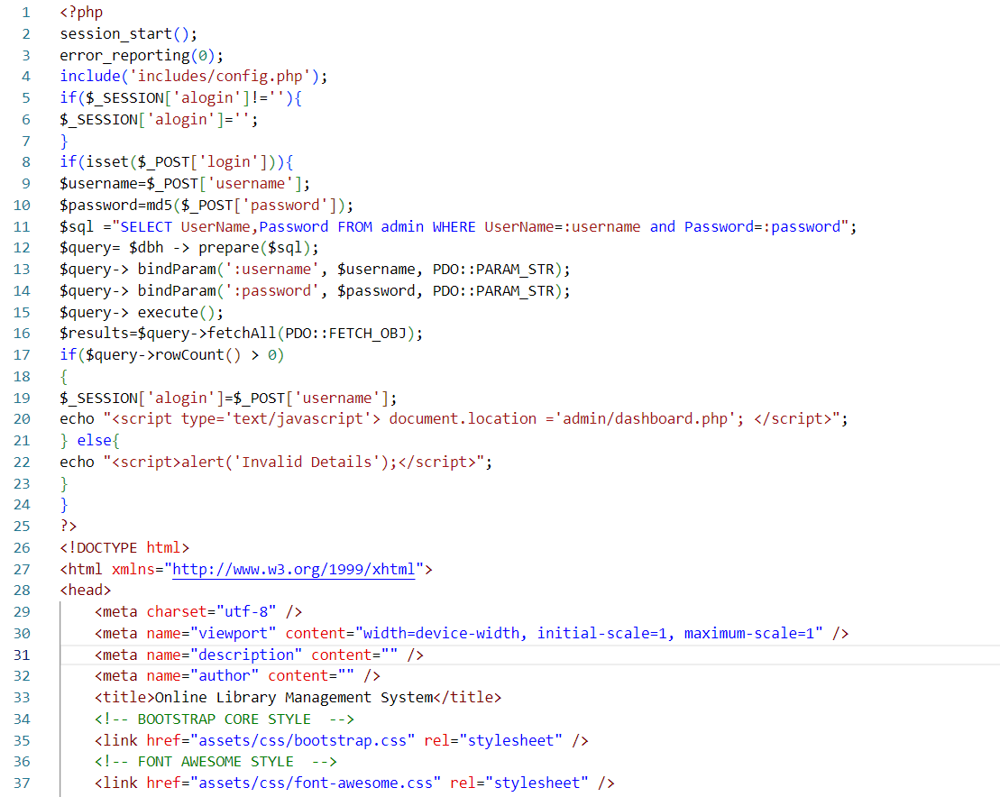 1 <?php
2 session_start();
3 error_reporting(0);
4 include('includes/config.php');
5 if($_SESSION['alogin']!=''){
6 $_SESSION['alogin']='';
7 }
8 if(isset($_POST['login'])){
9 $username=$_POST['username'];
10 $password=md5($_POST['password']);
11 $sql ="SELECT UserName,Password FROM admin WHERE UserName=:username and Password=:password";
12 $query= $dbh -> prepare($sql);
13 $query-> bindParam(':username', $username, PDO::PARAM_STR);
14 $query-> bindParam(':password', $password, PDO::PARAM_STR);
15 $query-> execute();
16 $results=$query->fetchAll(PDO::FETCH_OBJ);
17 if($query->rowCount() > 0)
18 {
19 $_SESSION['alogin']=$_POST['username'];
20 echo "<script type='text/javascript'> document.location ='admin/dashboard.php'; </script>";
21 } else{
22 echo "<script>alert('Invalid Details');</script>";
23 }
24 }
25 ?>
26 <!DOCTYPE html>
27 <html xmlns="http://www.w3.org/1999/xhtml">
28 <head>
29     <meta charset="utf-8" />
30     <meta name="viewport" content="width=device-width, initial-scale=1, maximum-scale=1" />
31     <meta name="description" content="" />
32     <meta name="author" content="" />
33     <title>Online Library Management System</title>
34     <!-- BOOTSTRAP CORE STYLE  -->
35     <link href="assets/css/bootstrap.css" rel="stylesheet" />
36     <!-- FONT AWESOME STYLE  -->
37     <link href="assets/css/font-awesome.css" rel="stylesheet" />